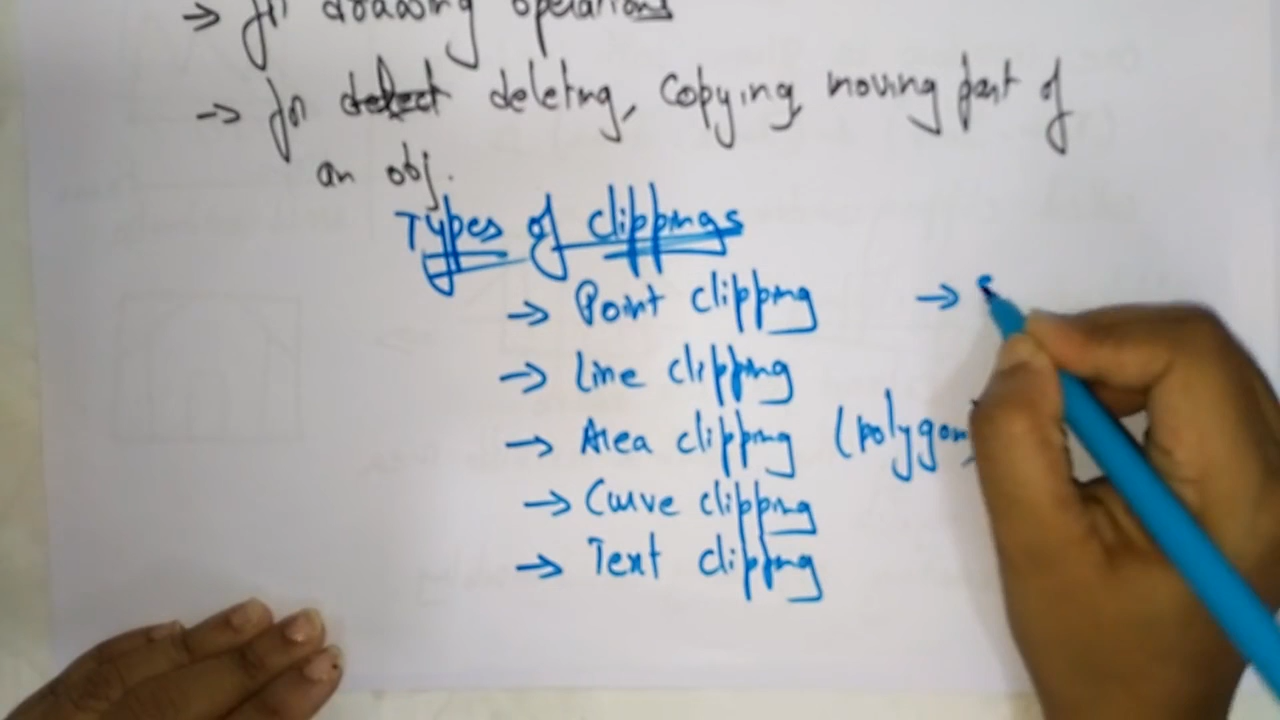 → for drawing operations
→ for deleting, Copying, moving part of
an obj.
Types of clippings
→ Point clipping →
→ Line clipping
→ Area clipping (polygon
→ Curve clipping
→ Text clipping